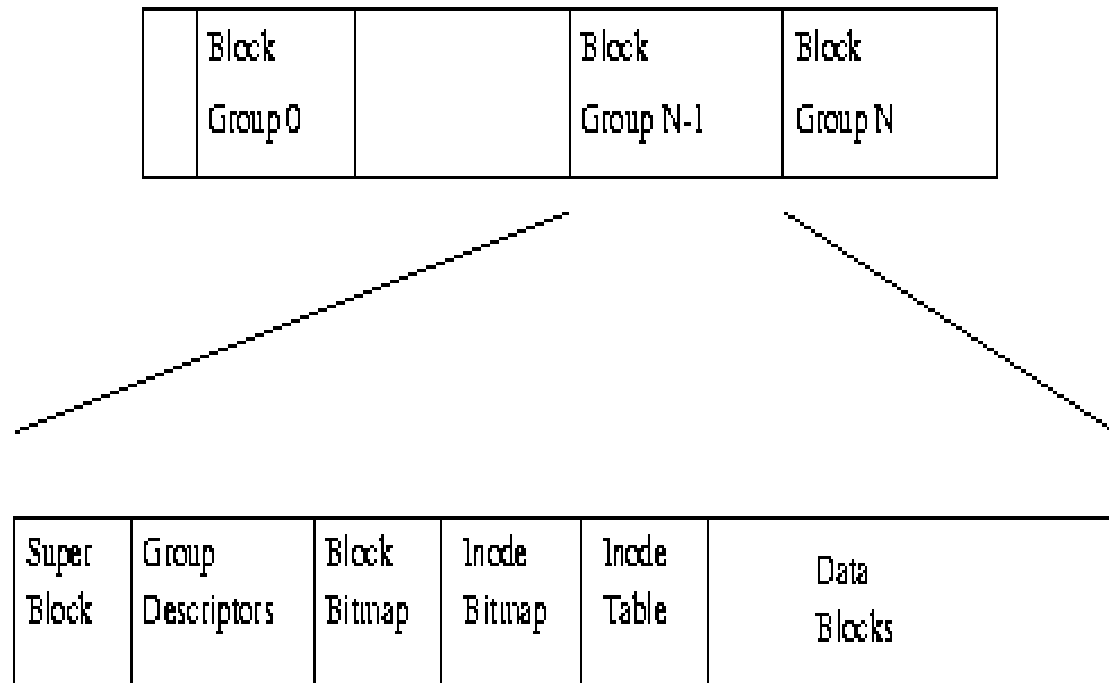 Block
Group 0
Block
Group N-1
Block
Group N
Super
Block
Group
Descriptors
Block
Bitmap
Inode
Bitmap
Inode
Table
Data
Blocks